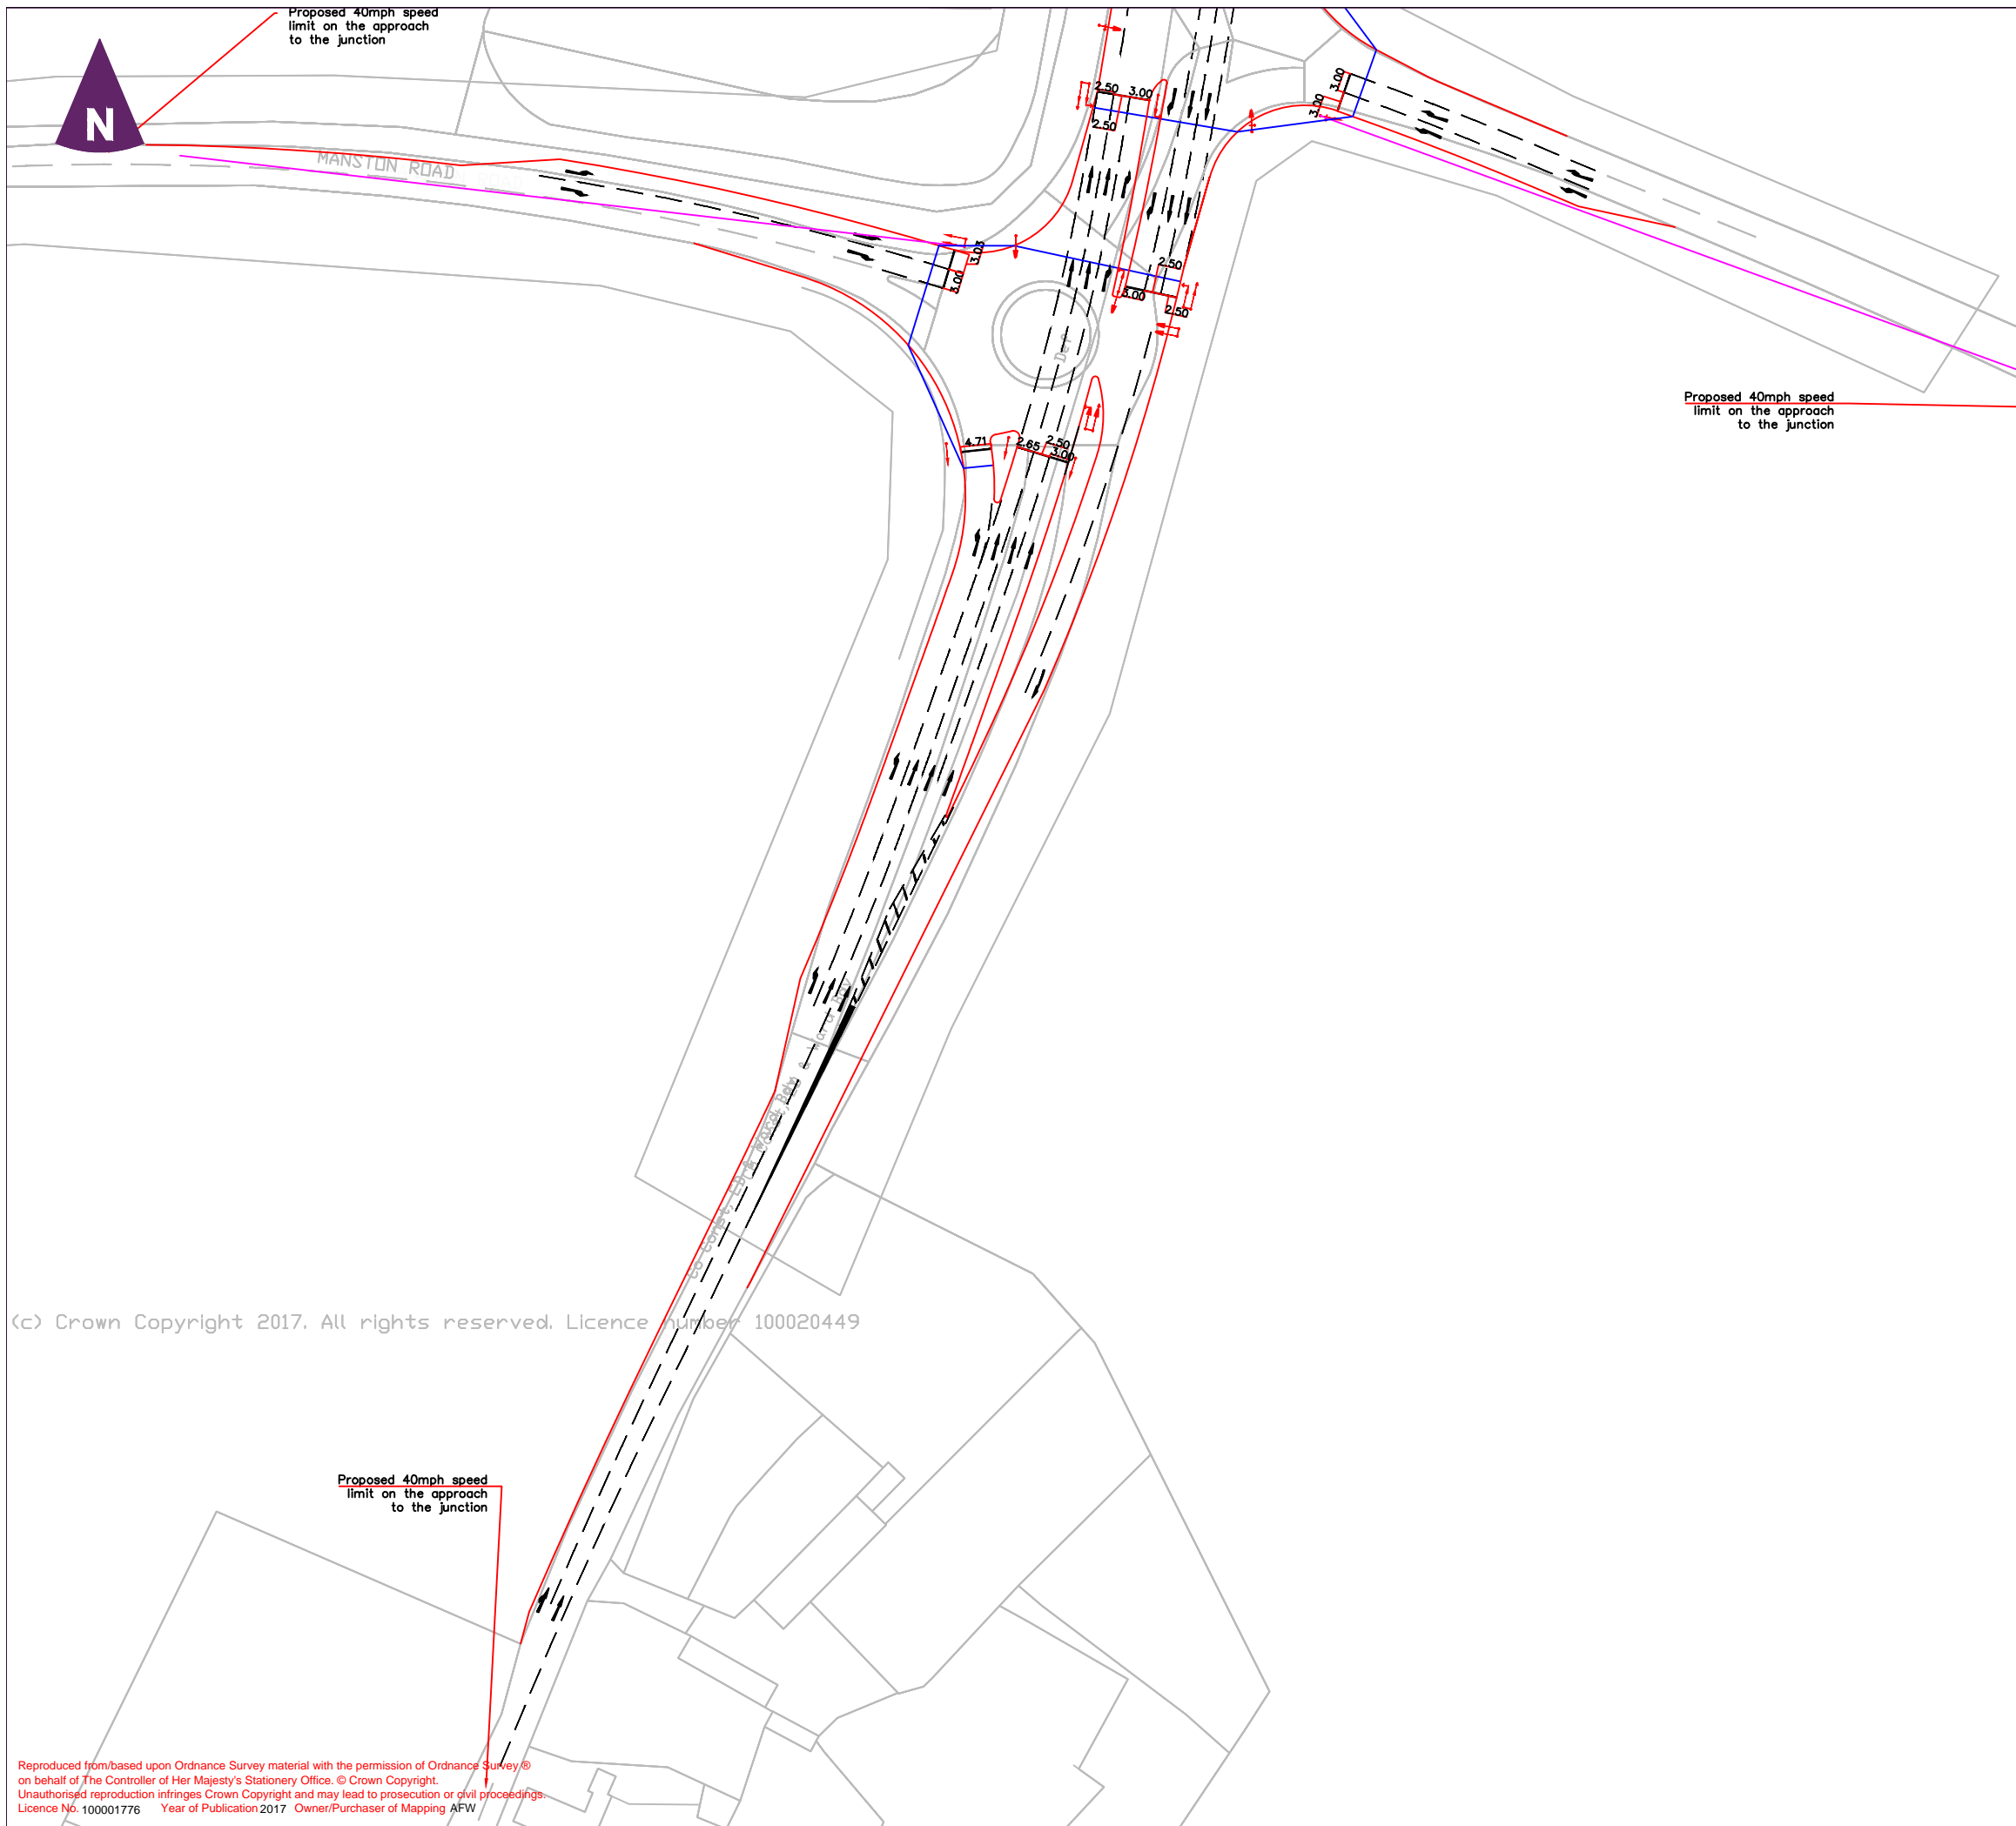 Proposed 40mph speed
limit on the approach
to the junction
N
MANSTON ROAD
2.50
3.00
2.50
3.00
3.00
3.03
3.00
2.50
3.00
2.50
Def
Proposed 40mph speed
limit on the approach
to the junction
4.71
2.65
2.50
3.00
Co Const, CP & Ward Bdy
(c) Crown Copyright 2017. All rights reserved. Licence number 100020449
Proposed 40mph speed
limit on the approach
to the junction
Reproduced from/based upon Ordnance Survey material with the permission of Ordnance Survey ®
on behalf of The Controller of Her Majesty's Stationery Office. © Crown Copyright.
Unauthorised reproduction infringes Crown Copyright and may lead to prosecution or civil proceedings.
Licence No. 100001776 Year of Publication 2017 Owner/Purchaser of Mapping AFW